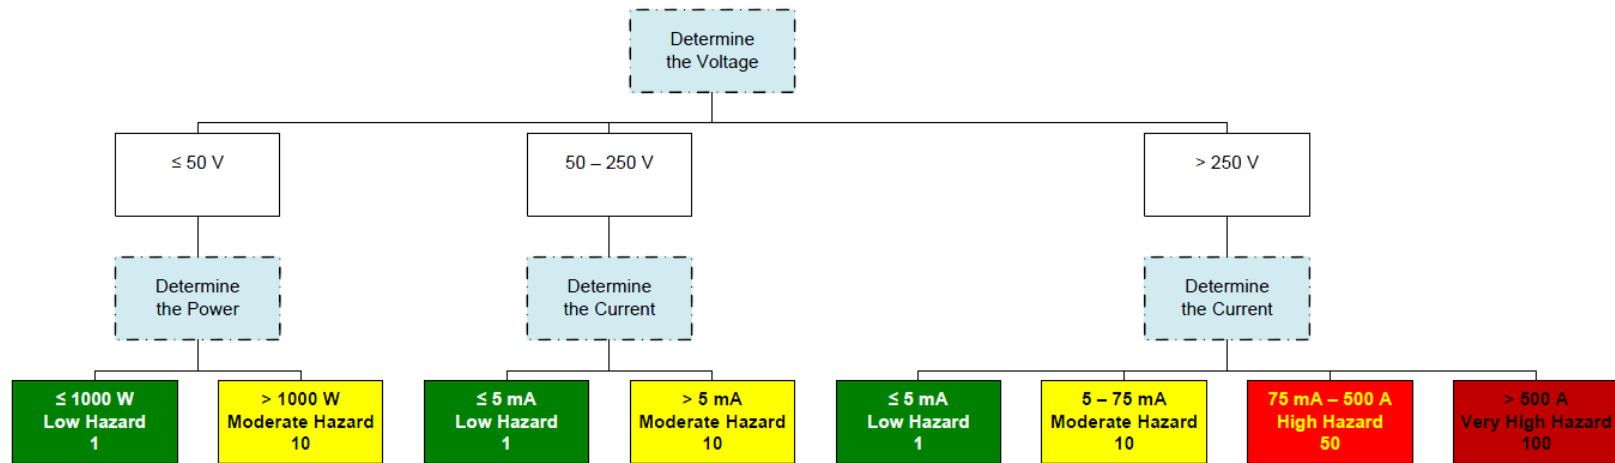 Determine
the Voltage
≤ 50 V
50 – 250 V
> 250 V
Determine
the Power
Determine
the Current
Determine
the Current
≤ 1000 W
Low Hazard
1
> 1000 W
Moderate Hazard
10
≤ 5 mA
Low Hazard
1
> 5 mA
Moderate Hazard
10
≤ 5 mA
Low Hazard
1
5 – 75 mA
Moderate Hazard
10
75 mA – 500 A
High Hazard
50
> 500 A
Very High Hazard
100